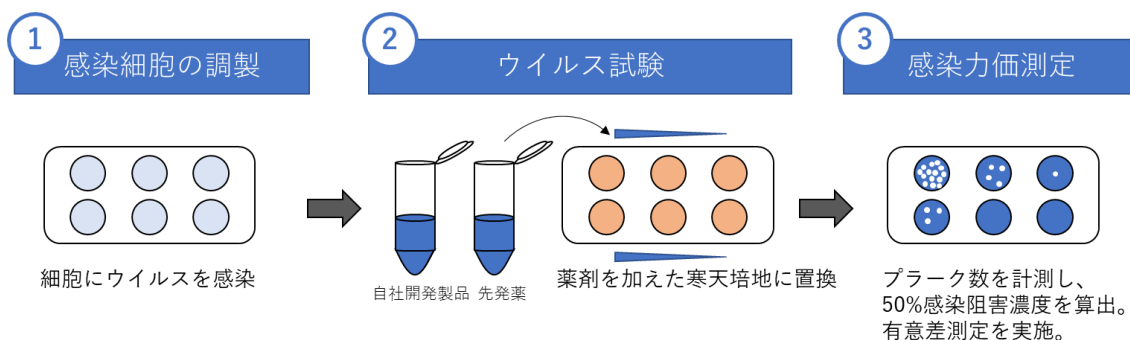 1
感染細胞の調製
2
ウイルス試験
3
感染力価測定
細胞にウイルスを感染
自社開発製品 先発薬
薬剤を加えた寒天培地に置換
プラーク数を計測し、
50%感染阻害濃度を算出。
有意差測定を実施。